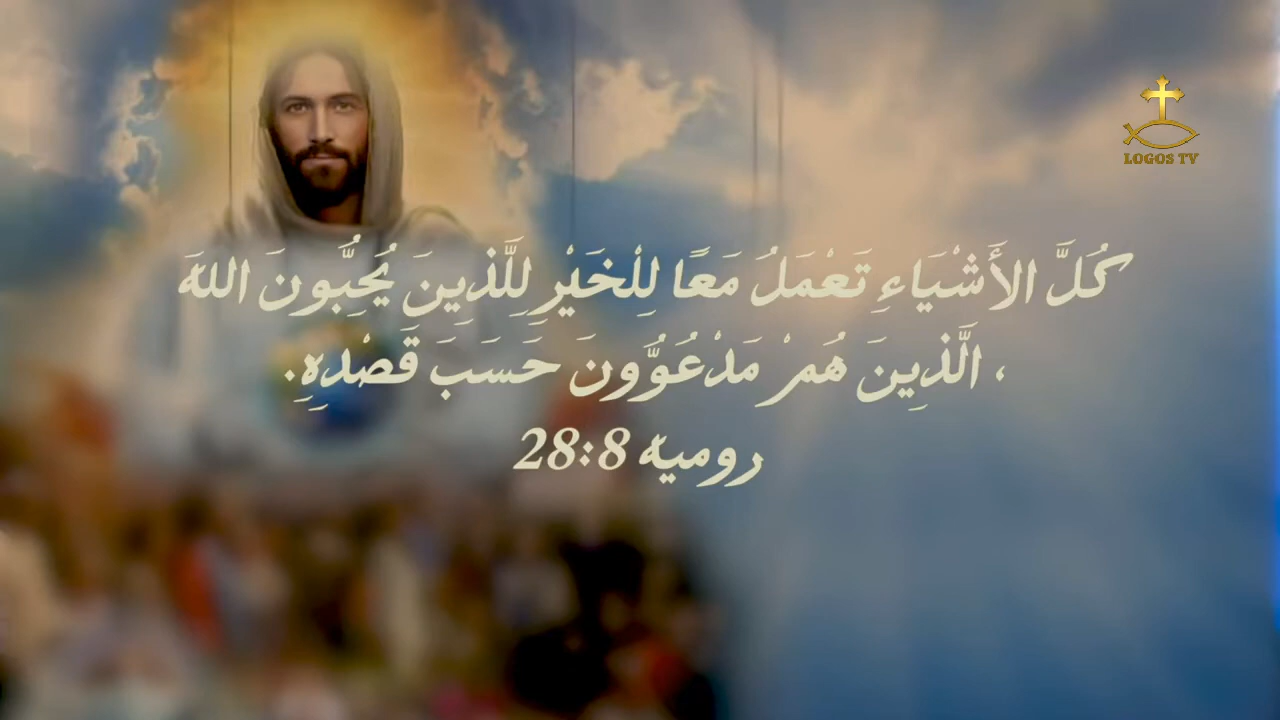 LOGOS TV
كُلَّ الأَشْيَاءِ تَعْمَلُ مَعًا لِلْخَيْرِ لِلَّذِينَ يُحِبُّونَ اللهَ
، الَّذِينَ هُمْ مَدْعُوُّونَ حَسَبَ قَصْدِهِ.
روميه 28:8